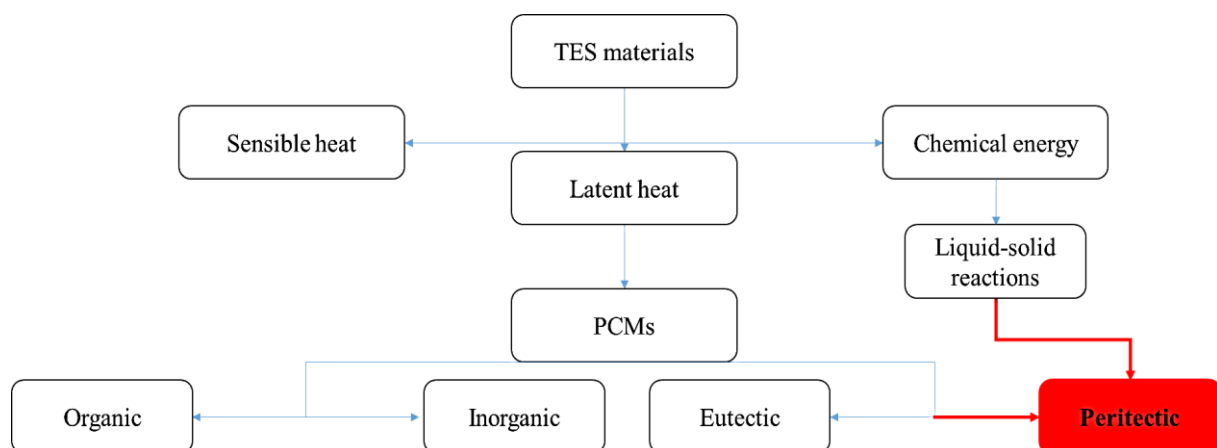 TES materials
Sensible heat
Chemical energy
Latent heat
Liquid-solid
reactions
PCMs
Organic
Inorganic
Eutectic
Peritectic